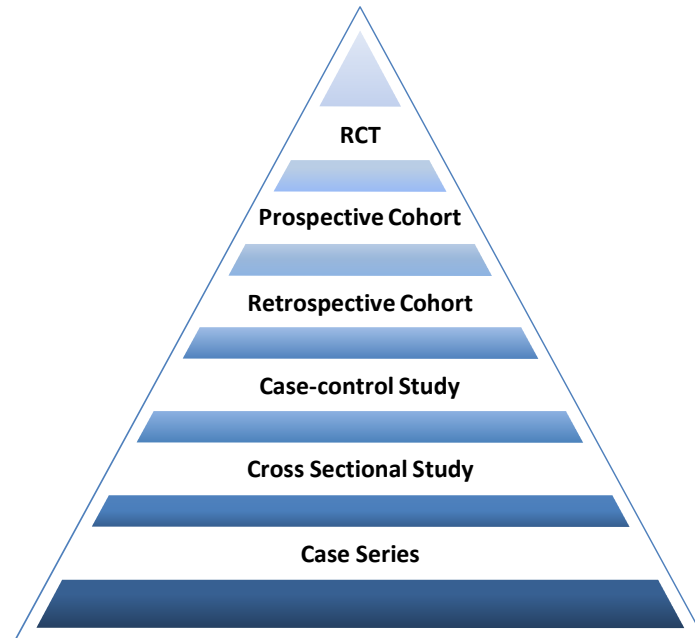 RCT
Prospective Cohort
Retrospective Cohort
Case-control Study
Cross Sectional Study
Case Series